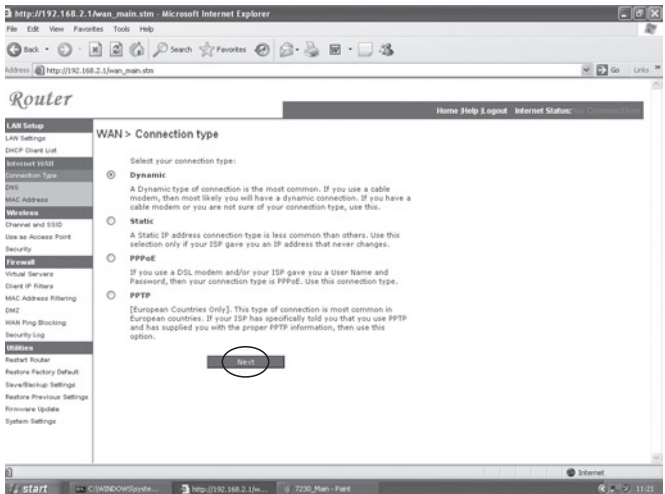 http://192.168.2.1/wan_main.stm - Microsoft Internet Explorer
File Edit View Favorites Tools Help
Back Search Favorites
Address http://192.168.2.1/wan_main.stm Go Links
Router
Home |Help |Logout Internet Status: No Connection
LAN Setup
LAN Settings
DHCP Client List
Internet WAN
Connection Type
DNS
MAC Address
Wireless
Channel and SSID
Use as Access Point
Security
Firewall
Virtual Servers
Client IP Filters
MAC Address Filtering
DMZ
WAN Ping Blocking
Security Log
Utilities
Restart Router
Restore Factory Default
Save/Backup Settings
Restore Previous Settings
Firmware Update
System Settings
WAN > Connection type
Select your connection type:
Dynamic
A Dynamic type of connection is the most common. If you use a cable
modem, then most likely you will have a dynamic connection. If you have a
cable modem or you are not sure of your connection type, use this.
Static
A Static IP address connection type is less common than others. Use this
selection only if your ISP gave you an IP address that never changes.
PPPoE
If you use a DSL modem and/or your ISP gave you a User Name and
Password, then your connection type is PPPoE. Use this connection type.
PPTP
[European Countries Only]. This type of connection is most common in
European countries. If your ISP has specifically told you that you use PPTP
and has supplied you with the proper PPTP information, then use this
option.
Next
Internet
start C:\WINDOWS\syste... http://192.168.2.1/w... 7230_Main - Paint 11:21